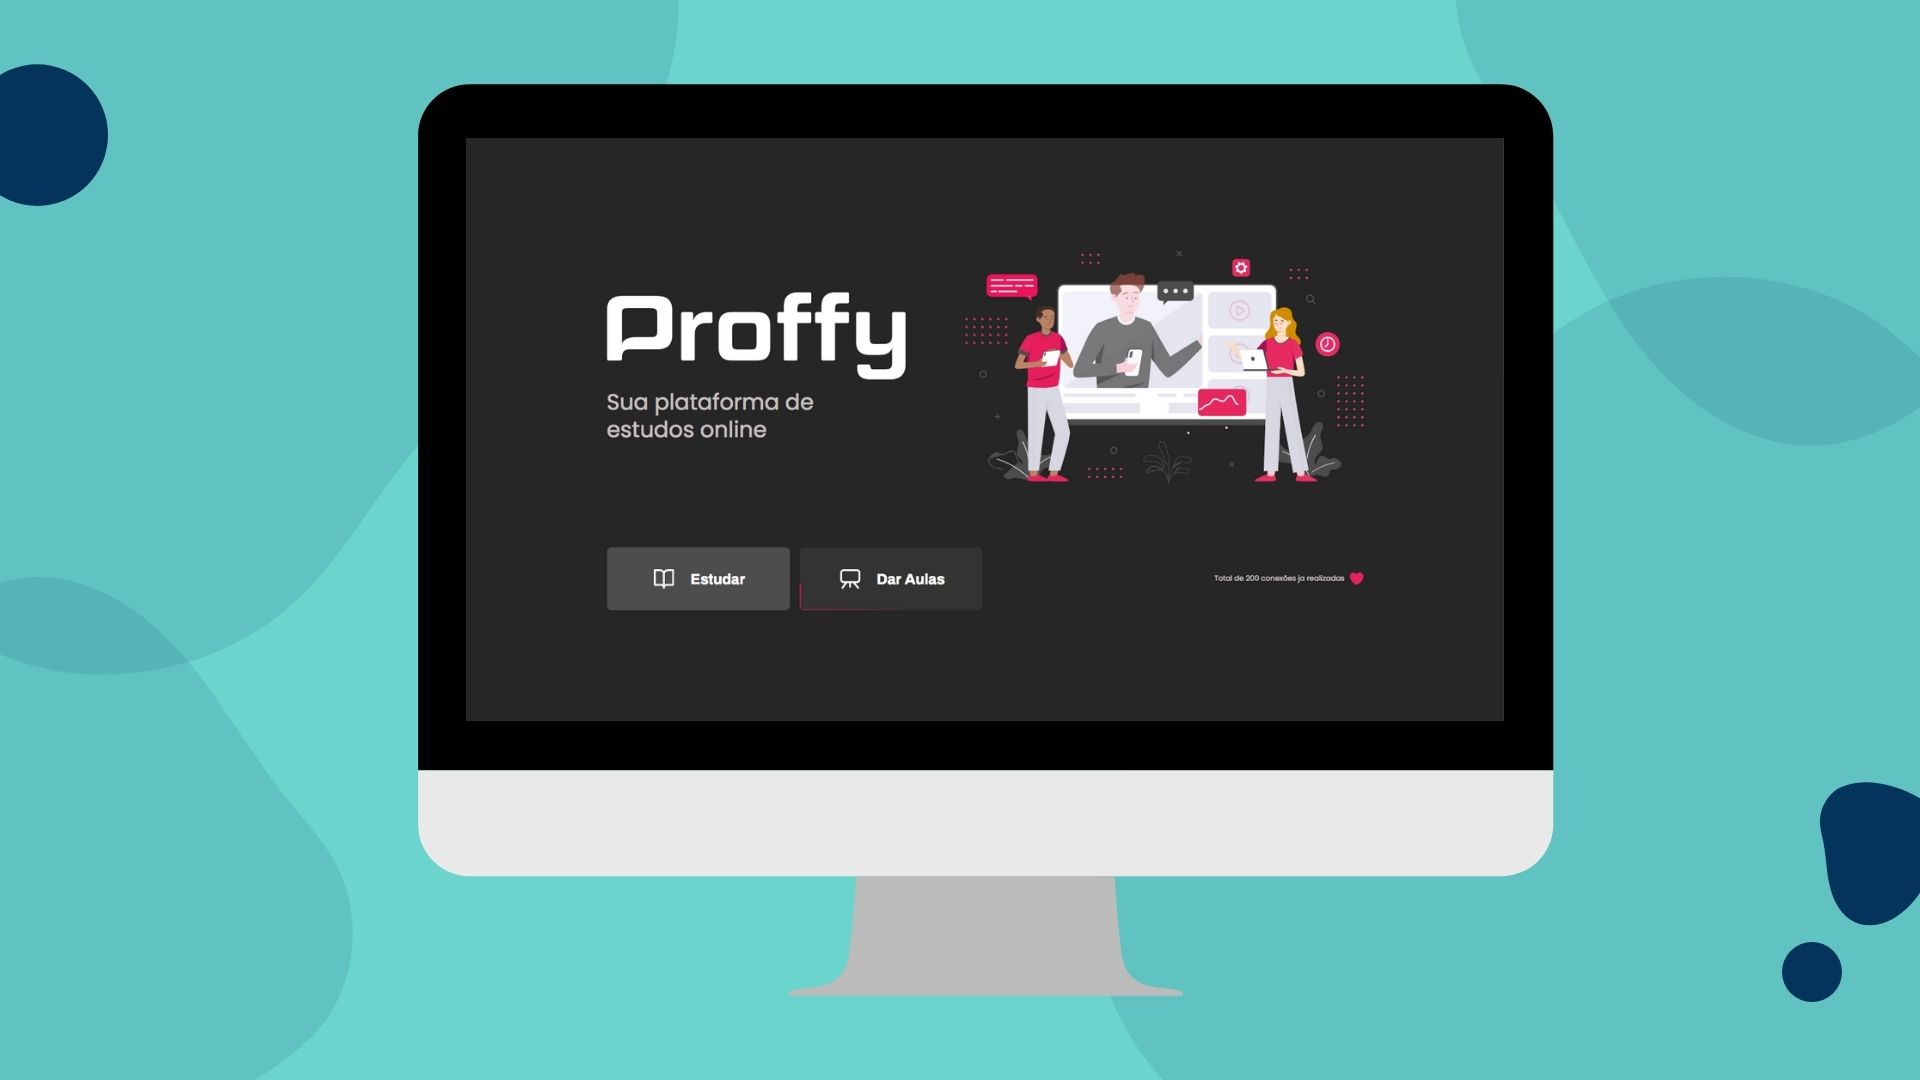 Proffy
Sua plataforma de
estudos online
Estudar
Dar Aulas
Total de 200 conexões ja realizadas